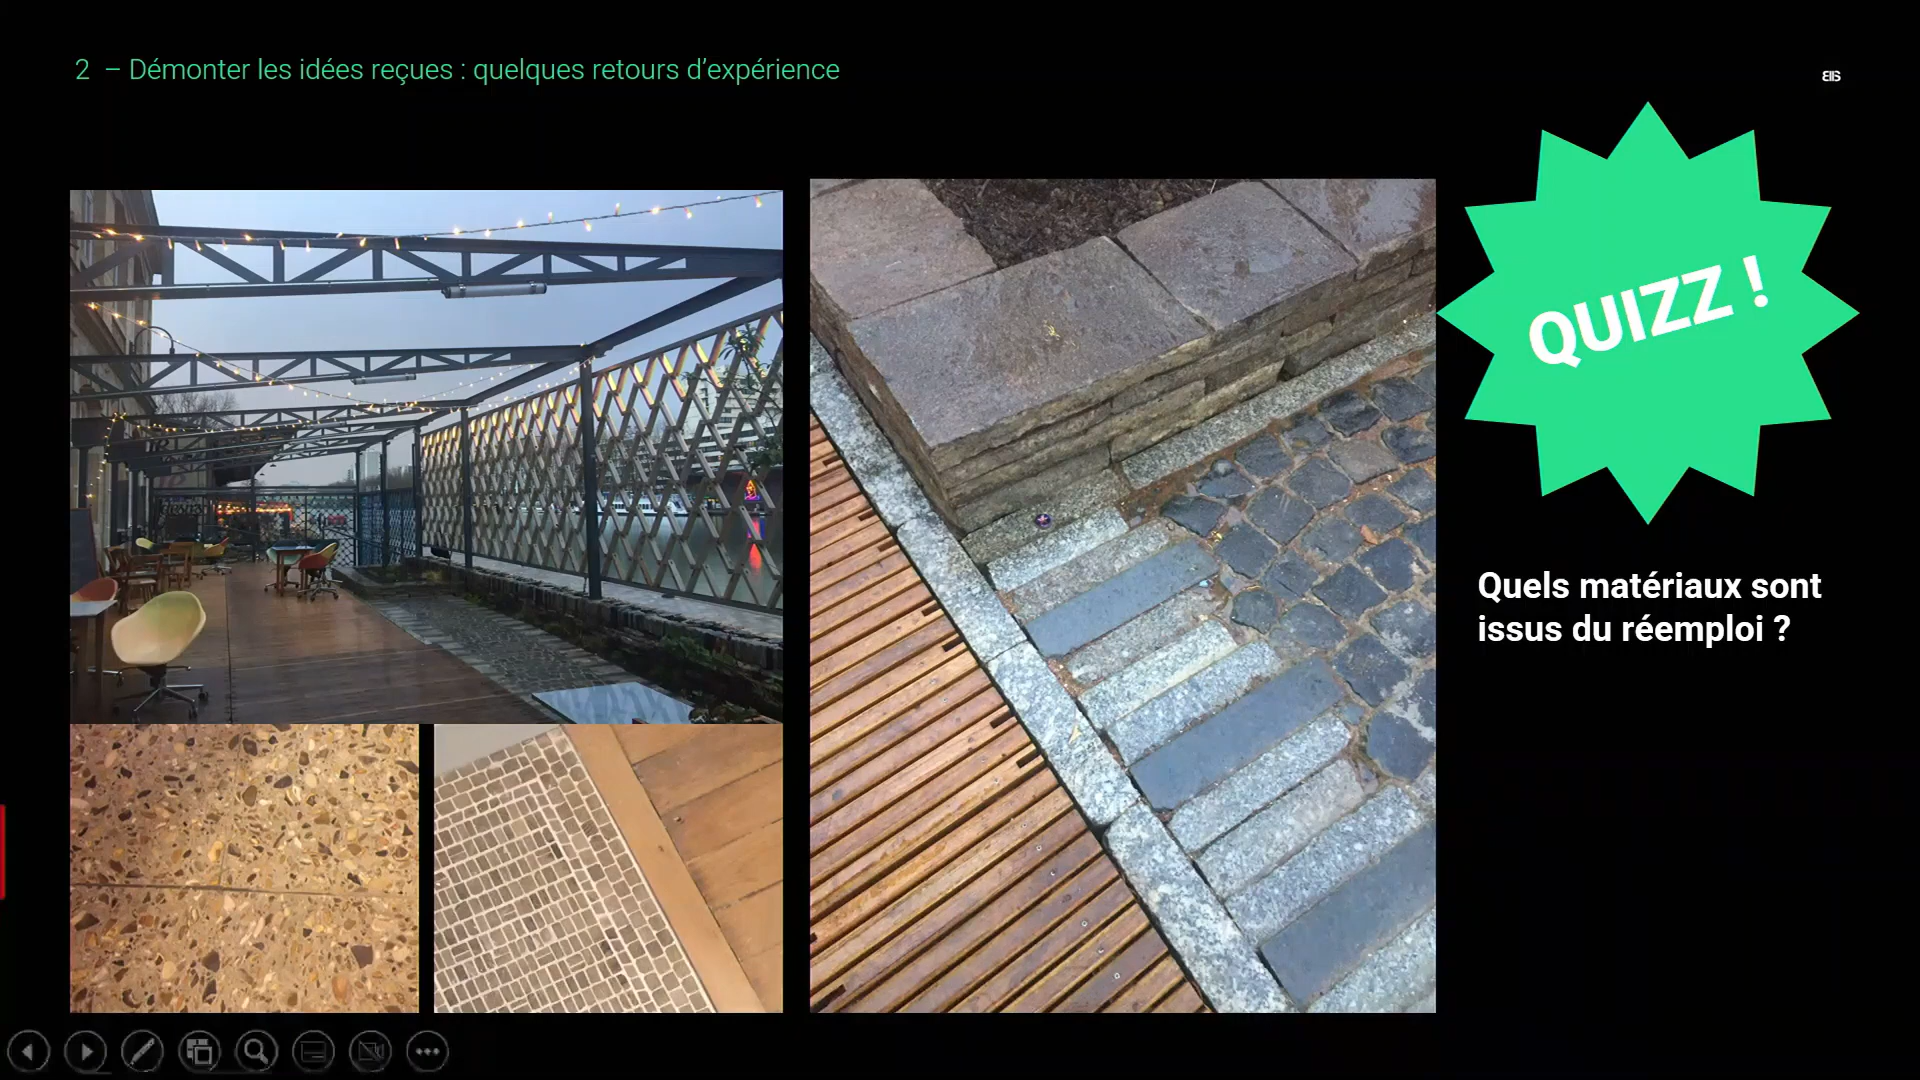 2 – Démonter les idées reçues : quelques retours d’expérience
QUIZZ !
Quels matériaux sont
issus du réemploi ?